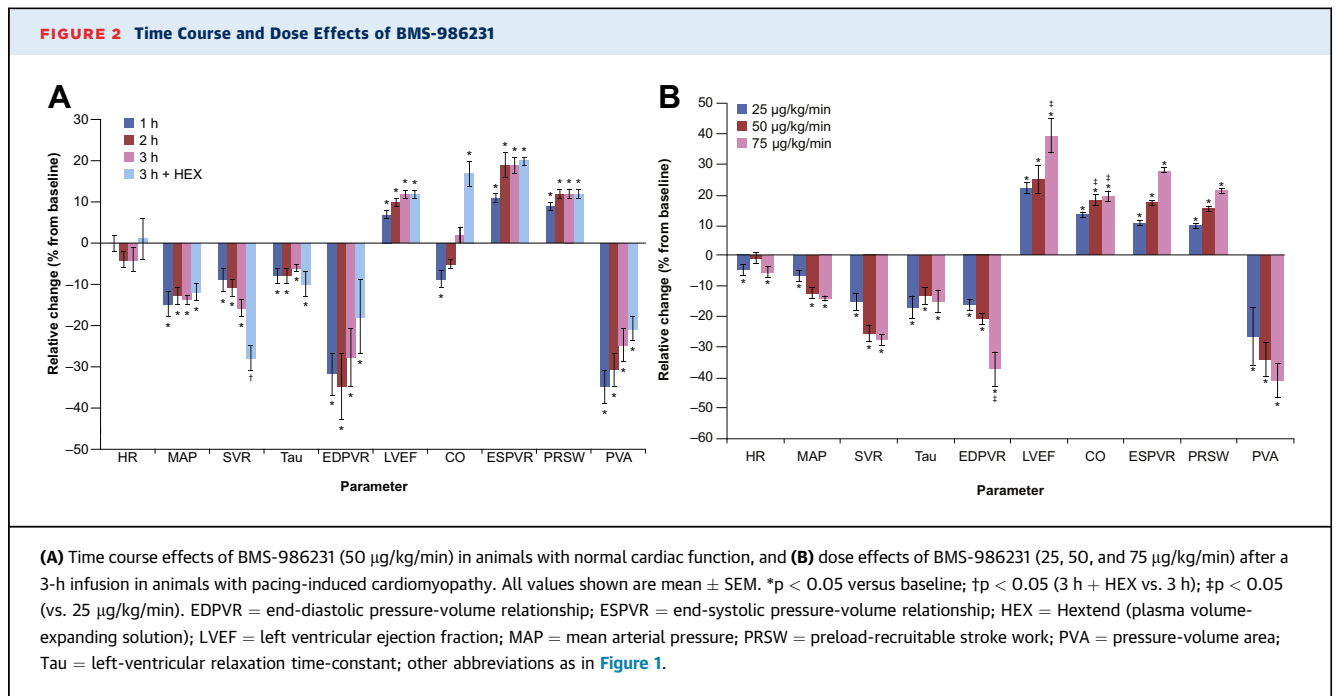 FIGURE 2 Time Course and Dose Effects of BMS-986231
A
Relative change (% from baseline)
30
20
10
0
–10
–20
–30
–40
–50
1 h
2 h
3 h
3 h + HEX
* * * * * * * * * * † * * * * * * * * * * * * * * * * * * * * * * * * * *
HR MAP SVR Tau EDPVR LVEF CO ESPVR PRSW PVA
Parameter
B
Relative change (% from baseline)
50
40
30
20
10
0
–10
–20
–30
–40
–50
–60
25 µg/kg/min
50 µg/kg/min
75 µg/kg/min
* * * * * * * * * * * * * * ‡ * * ‡ * * ‡ * ‡ * * * * * * * * * *
HR MAP SVR Tau EDPVR LVEF CO ESPVR PRSW PVA
Parameter
(A) Time course effects of BMS-986231 (50 µg/kg/min) in animals with normal cardiac function, and (B) dose effects of BMS-986231 (25, 50, and 75 µg/kg/min) after a
3-h infusion in animals with pacing-induced cardiomyopathy. All values shown are mean ± SEM. *p < 0.05 versus baseline; †p < 0.05 (3 h + HEX vs. 3 h); ‡p < 0.05
(vs. 25 µg/kg/min). EDPVR = end-diastolic pressure-volume relationship; ESPVR = end-systolic pressure-volume relationship; HEX = Hextend (plasma volume-
expanding solution); LVEF = left ventricular ejection fraction; MAP = mean arterial pressure; PRSW = preload-recruitable stroke work; PVA = pressure-volume area;
Tau = left-ventricular relaxation time-constant; other abbreviations as in Figure 1.